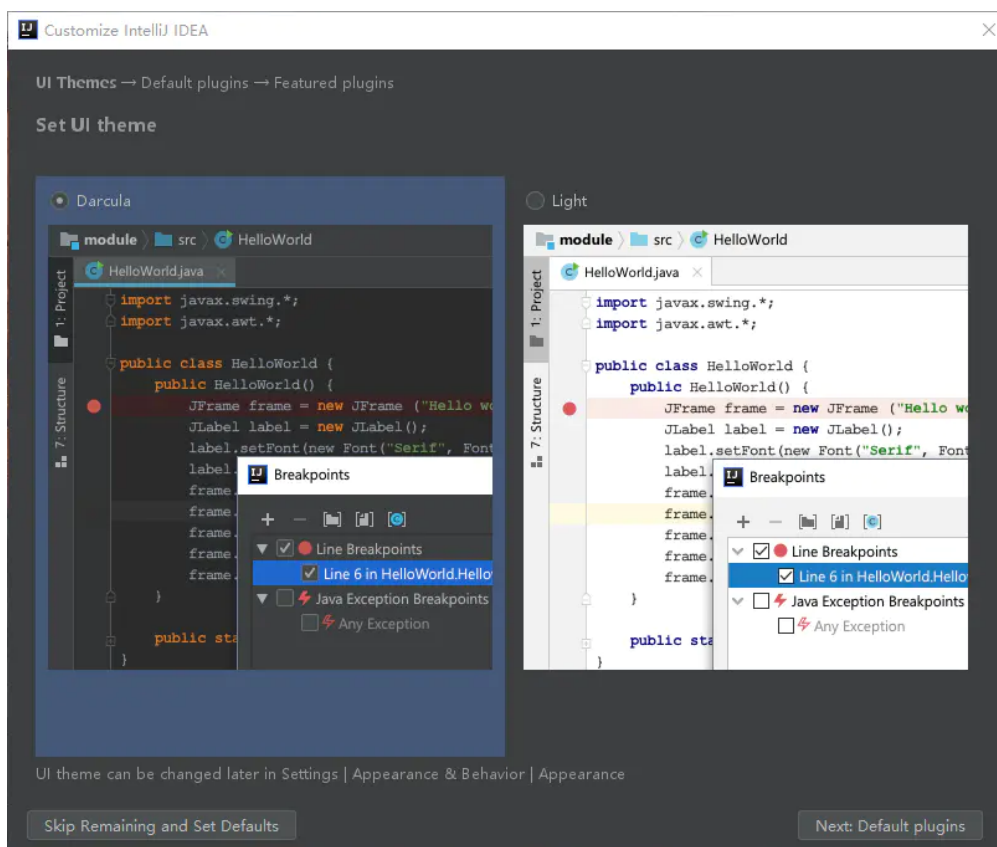 Customize IntelliJ IDEA
UI Themes → Default plugins → Featured plugins
Set UI theme
Darcula
module src HelloWorld
HelloWorld.java
1: Project
7: Structure
import javax.swing.*;
import javax.awt.*;
public class HelloWorld {
public HelloWorld() {
JFrame frame = new JFrame ("Hello wo
JLabel label = new JLabel();
label.setFont(new Font("Serif", Font
label.
frame.
frame.
frame.
frame.
frame.
}
public sta
}
Breakpoints
Line Breakpoints
Line 6 in HelloWorld.Hello
Java Exception Breakpoints
Any Exception
Light
module src HelloWorld
HelloWorld.java
1: Project
7: Structure
import javax.swing.*;
import javax.awt.*;
public class HelloWorld {
public HelloWorld() {
JFrame frame = new JFrame ("Hello wo
JLabel label = new JLabel();
label.setFont(new Font("Serif", Font
label.
frame.
frame.
frame.
frame.
frame.
}
public sta
}
Breakpoints
Line Breakpoints
Line 6 in HelloWorld.Hello
Java Exception Breakpoints
Any Exception
UI theme can be changed later in Settings | Appearance & Behavior | Appearance
Skip Remaining and Set Defaults
Next: Default plugins